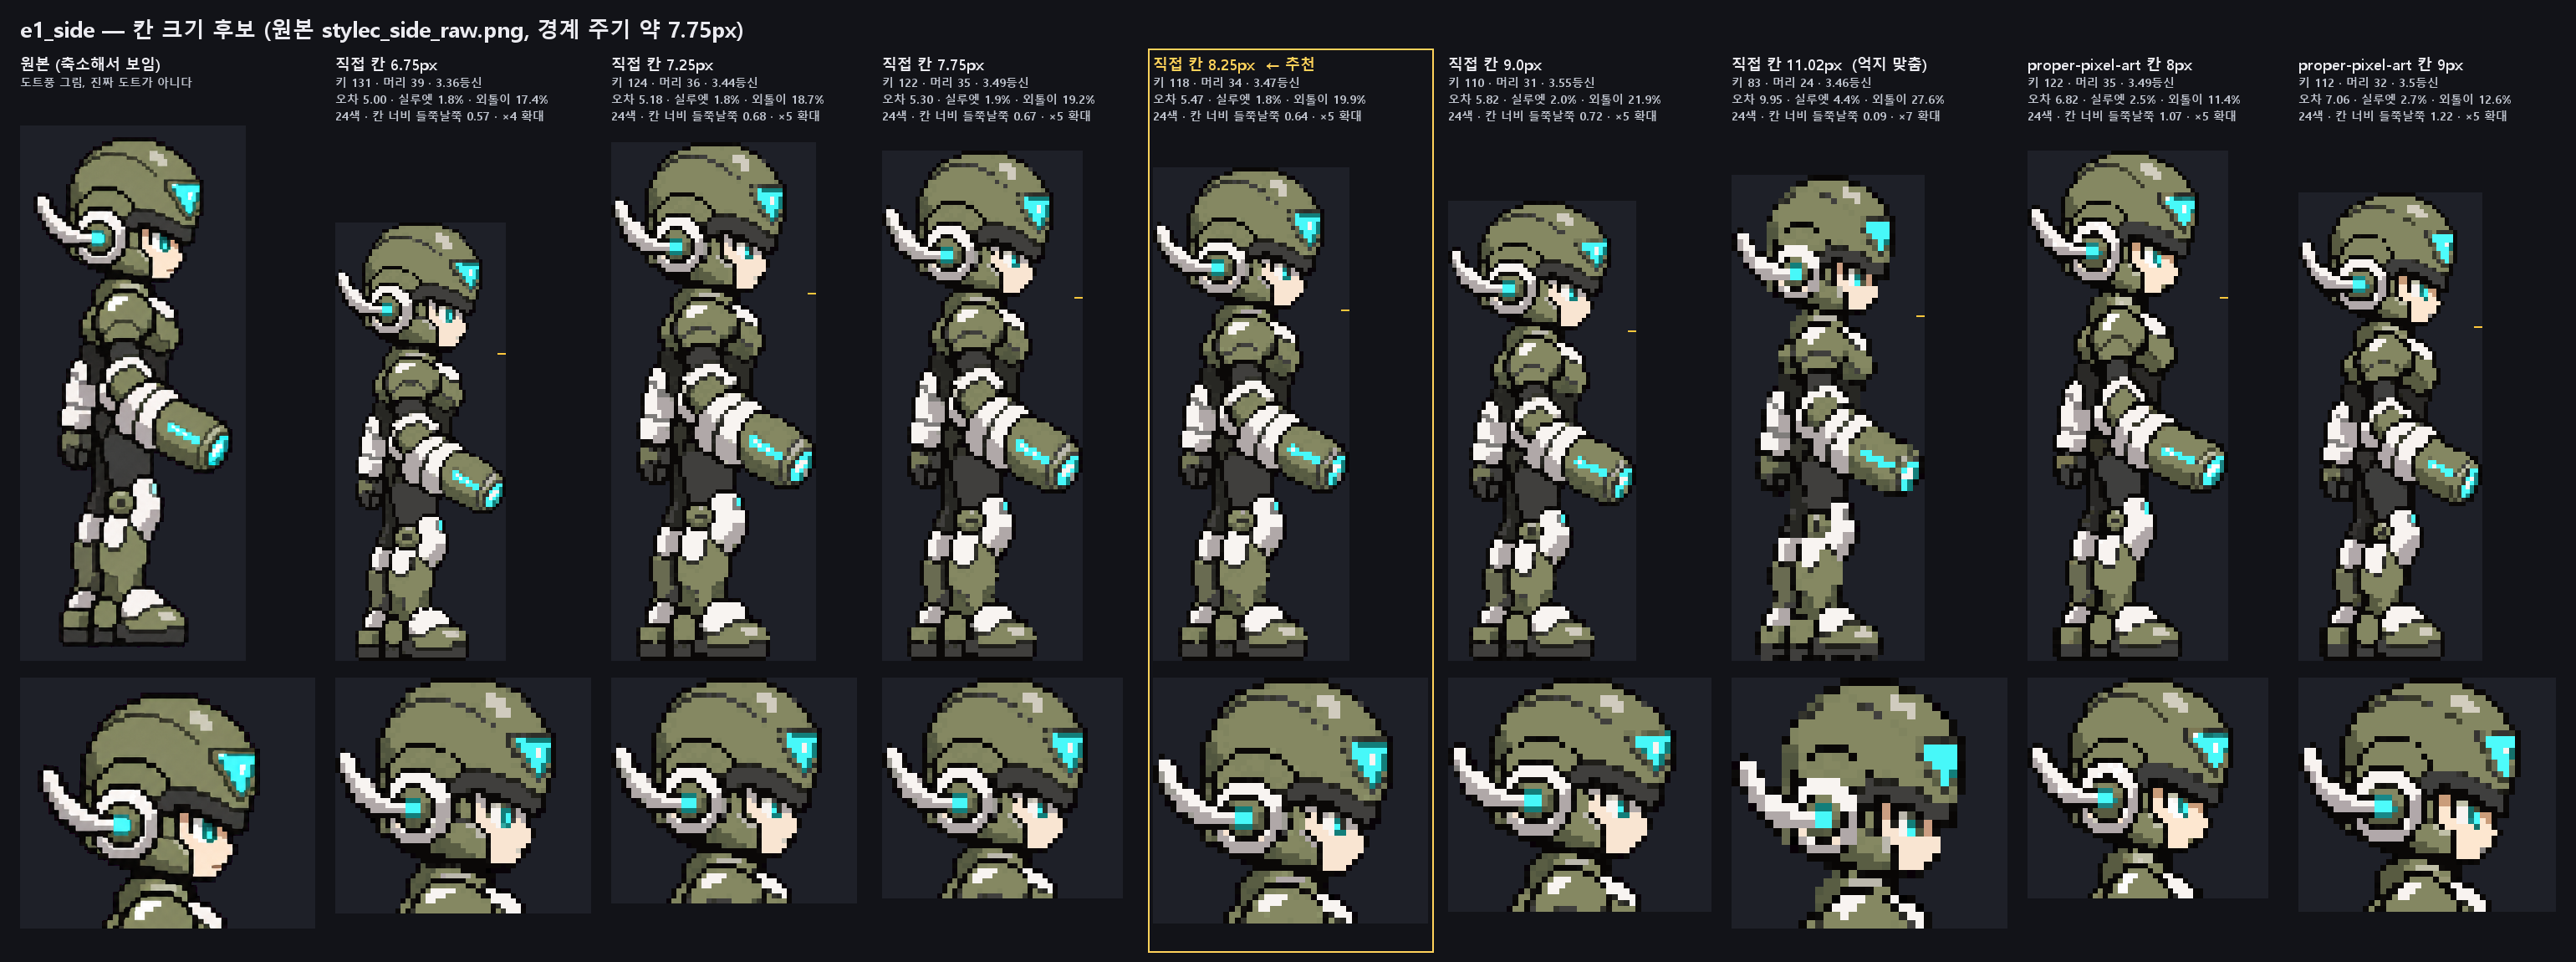 e1_side — 칸 크기 후보 (원본 stylec_side_raw.png, 경계 주기 약 7.75px)
원본 (축소해서 보임)
도트풍 그림, 진짜 도트가 아니다
직접 칸 6.75px
키 131 · 머리 39 · 3.36등신
오차 5.00 · 실루엣 1.8% · 외톨이 17.4%
24색 · 칸 너비 들쭉날쭉 0.57 · ×4 확대
직접 칸 7.25px
키 124 · 머리 36 · 3.44등신
오차 5.18 · 실루엣 1.8% · 외톨이 18.7%
24색 · 칸 너비 들쭉날쭉 0.68 · ×5 확대
직접 칸 7.75px
키 122 · 머리 35 · 3.49등신
오차 5.30 · 실루엣 1.9% · 외톨이 19.2%
24색 · 칸 너비 들쭉날쭉 0.67 · ×5 확대
직접 칸 8.25px ← 추천
키 118 · 머리 34 · 3.47등신
오차 5.47 · 실루엣 1.8% · 외톨이 19.9%
24색 · 칸 너비 들쭉날쭉 0.64 · ×5 확대
직접 칸 9.0px
키 110 · 머리 31 · 3.55등신
오차 5.82 · 실루엣 2.0% · 외톨이 21.9%
24색 · 칸 너비 들쭉날쭉 0.72 · ×5 확대
직접 칸 11.02px (억지 맞춤)
키 83 · 머리 24 · 3.46등신
오차 9.95 · 실루엣 4.4% · 외톨이 27.6%
24색 · 칸 너비 들쭉날쭉 0.09 · ×7 확대
proper-pixel-art 칸 8px
키 122 · 머리 35 · 3.49등신
오차 6.82 · 실루엣 2.5% · 외톨이 11.4%
24색 · 칸 너비 들쭉날쭉 1.07 · ×5 확대
proper-pixel-art 칸 9px
키 112 · 머리 32 · 3.5등신
오차 7.06 · 실루엣 2.7% · 외톨이 12.6%
24색 · 칸 너비 들쭉날쭉 1.22 · ×5 확대